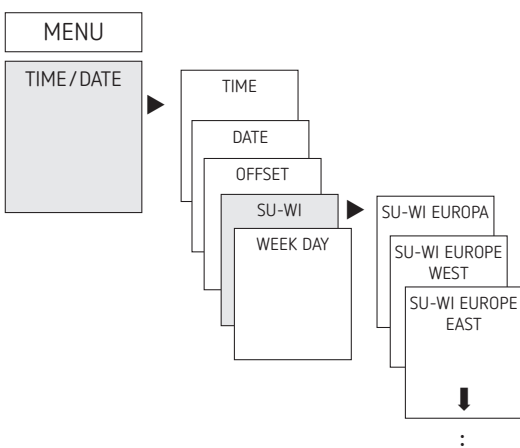 MENU
TIME/DATE
TIME
DATE
OFFSET
SU-WI
WEEK DAY
SU-WI EUROPA
SU-WI EUROPE
WEST
SU-WI EUROPE
EAST
: